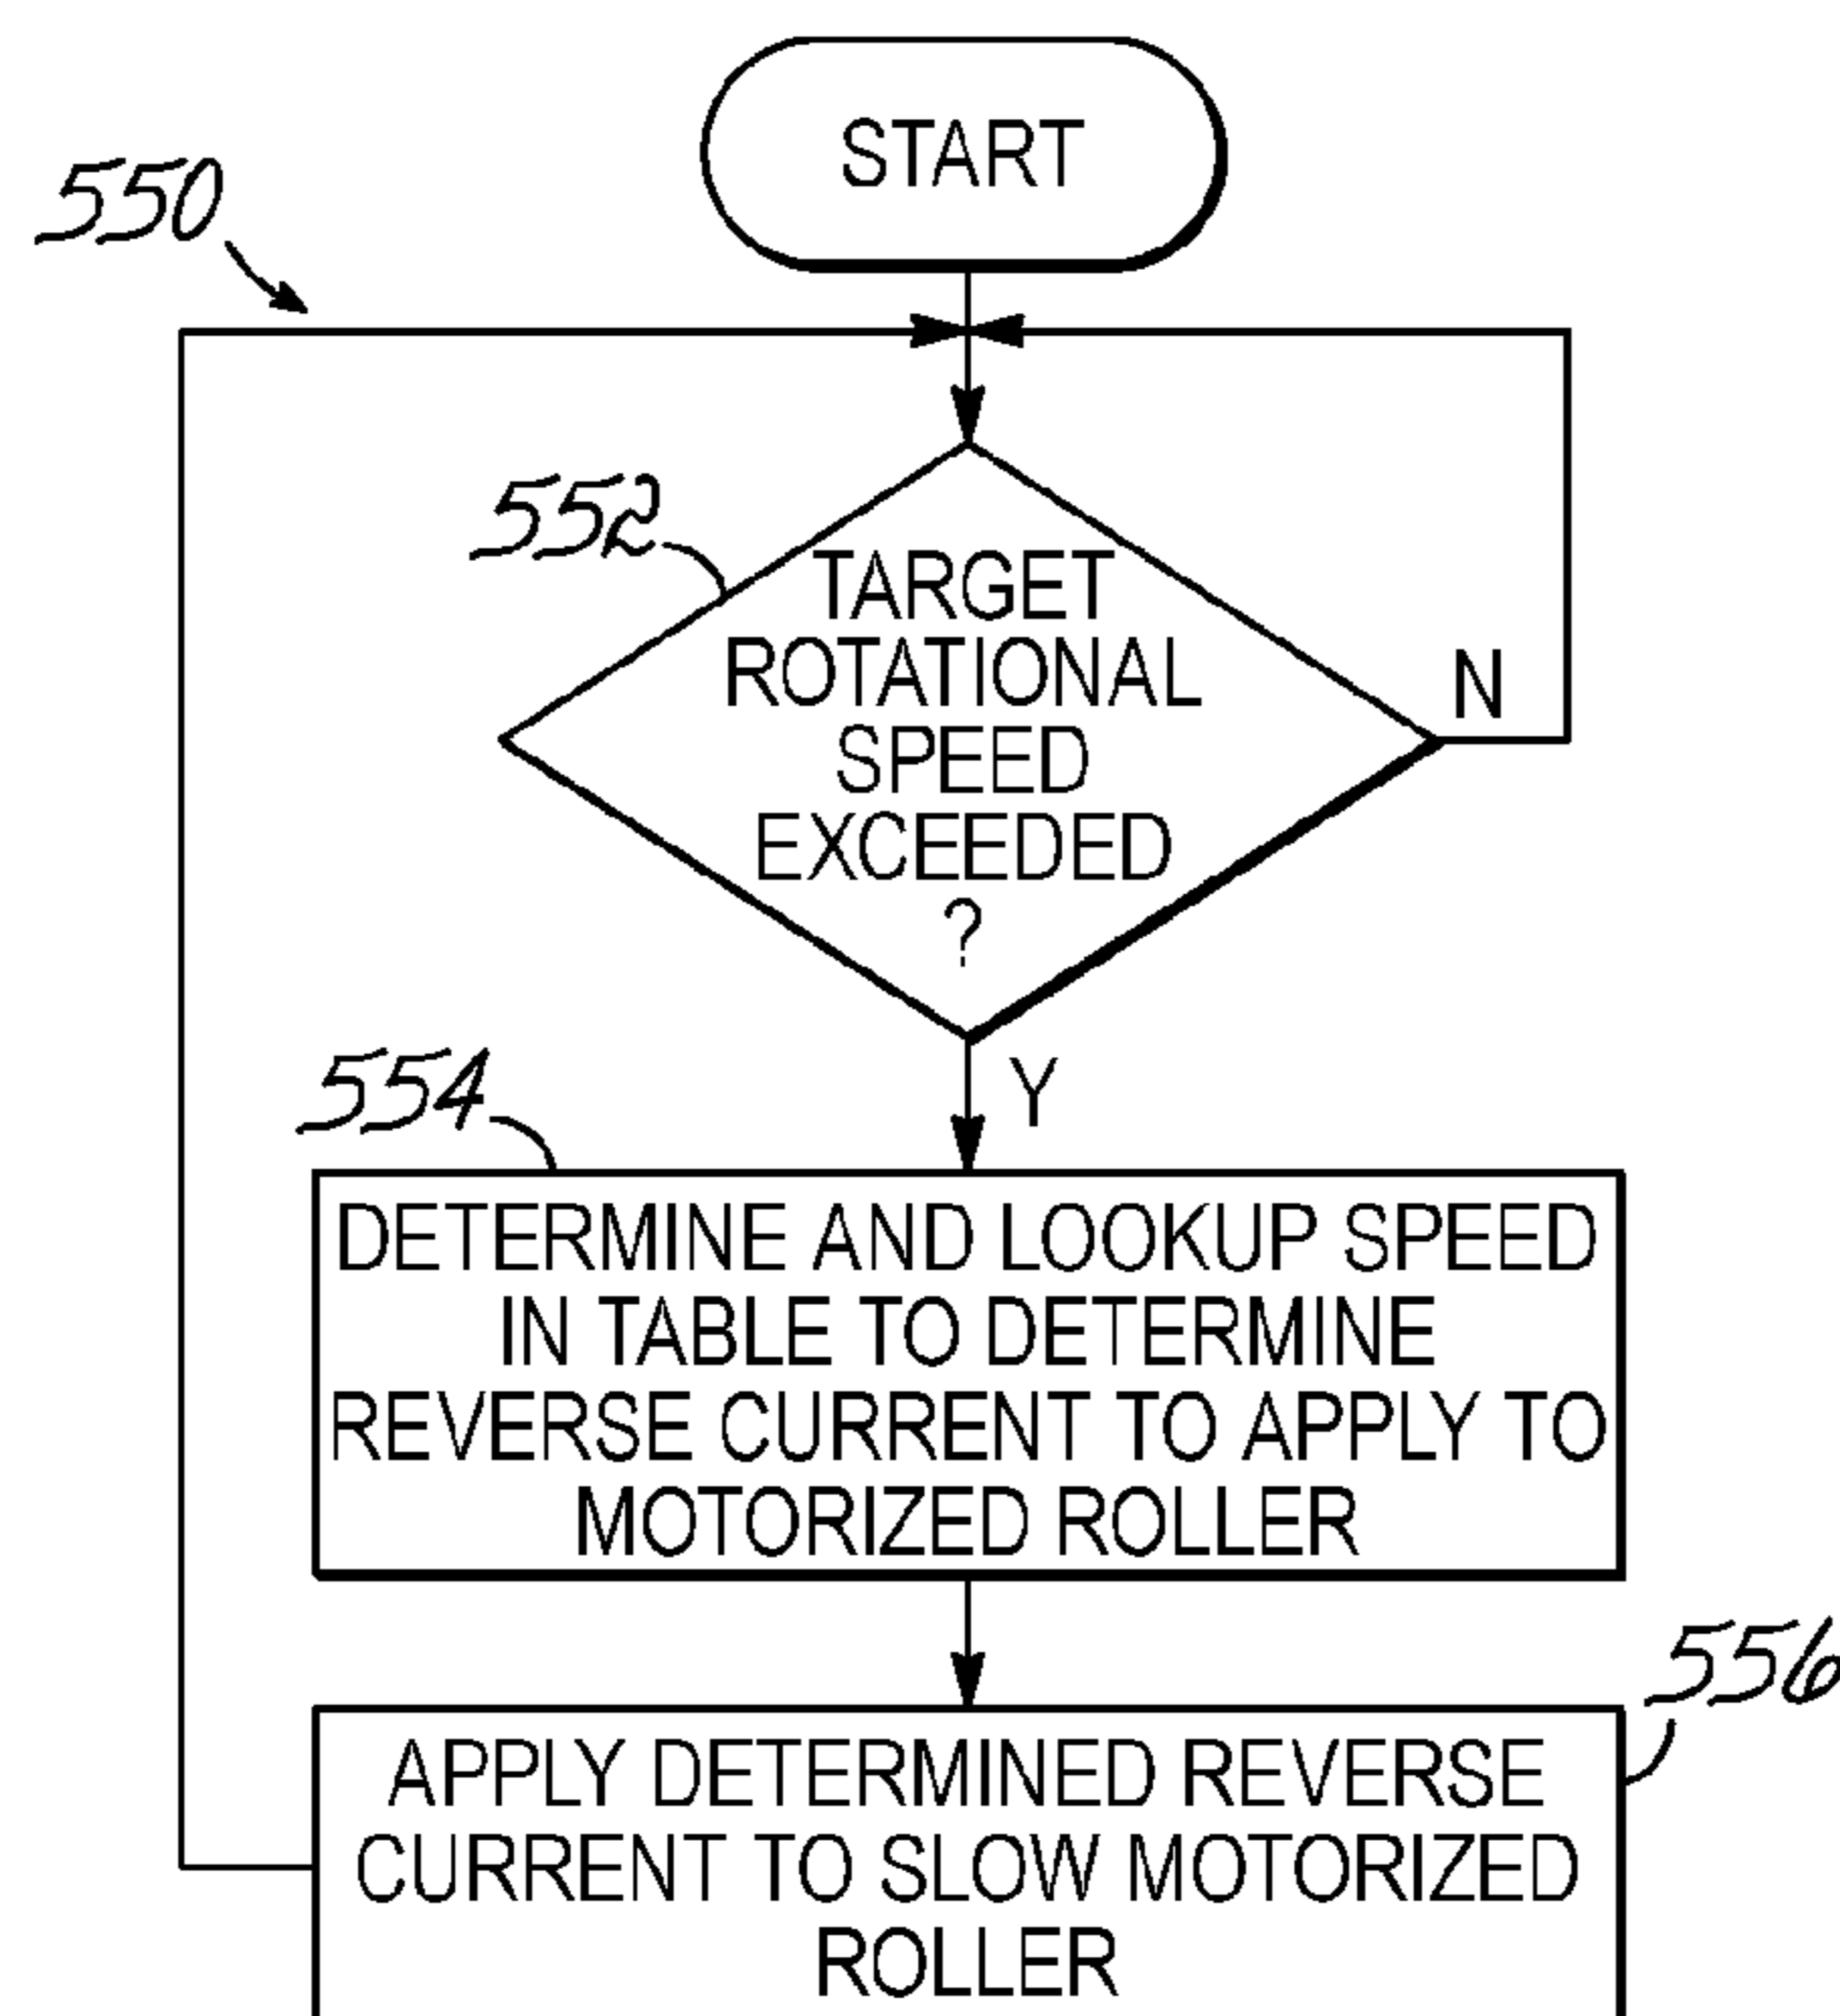 START
550
552
TARGET
ROTATIONAL
SPEED
EXCEEDED
?
N
Y
554
DETERMINE AND LOOKUP SPEED
IN TABLE TO DETERMINE
REVERSE CURRENT TO APPLY TO
MOTORIZED ROLLER
556
APPLY DETERMINED REVERSE
CURRENT TO SLOW MOTORIZED
ROLLER